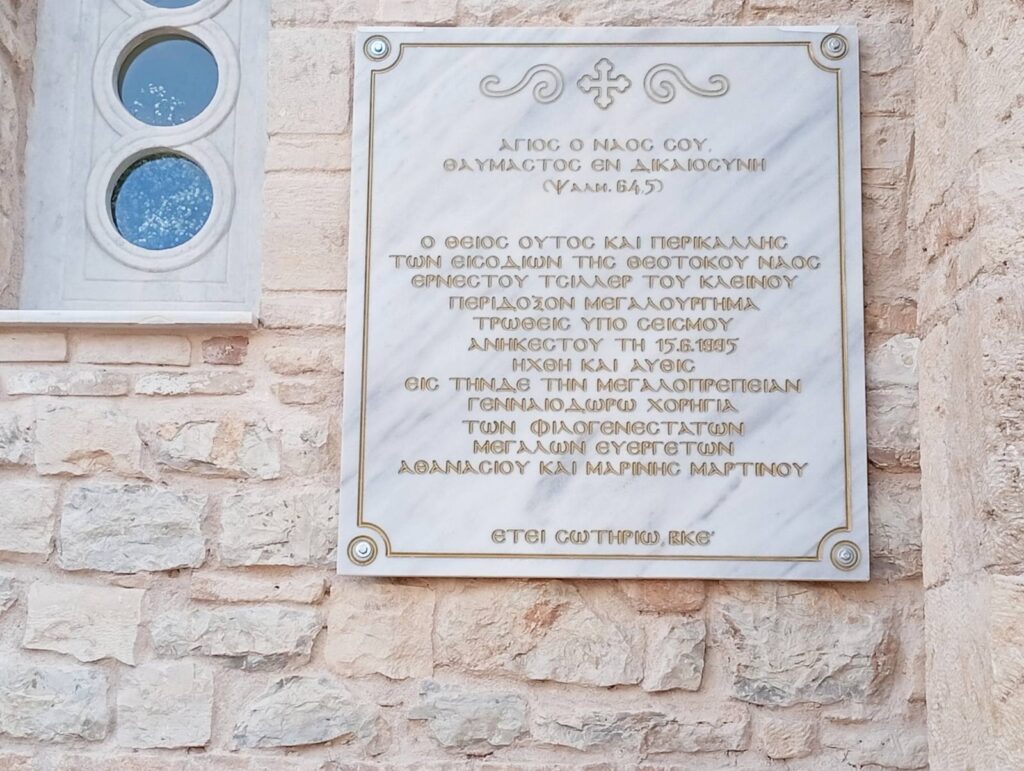 ΑΓΙΟΣ Ο ΝΑΟΣ ΣΟΥ,
ΘΑΥΜΑΣΤΟΣ ΕΝ ΔΙΚΑΙΟΣΥΝΗ
(Ψαλμ. 64,5)
Ο ΘΕΙΟΣ ΟΥΤΟΣ ΚΑΙ ΠΕΡΙΚΑΛΛΗΣ
ΤΩΝ ΕΙΣΟΔΙΩΝ ΤΗΣ ΘΕΟΤΟΚΟΥ ΝΑΟΣ
ΕΡΝΕΣΤΟΥ ΤΣΙΛΛΕΡ ΤΟΥ ΚΛΕΙΝΟΥ
ΠΕΡΙΔΟΞΟΝ ΜΕΓΑΛΟΥΡΓΗΜΑ
ΤΡΩΘΕΙΣ ΥΠΟ ΣΕΙΣΜΟΥ
ΑΝΗΚΕΣΤΟΥ ΤΗ 15.6.1995
ΗΧΘΗ ΚΑΙ ΑΥΘΙΣ
ΕΙΣ ΤΗΝΔΕ ΤΗΝ ΜΕΓΑΛΟΠΡΕΠΕΙΑΝ
ΓΕΝΝΑΙΟΔΩΡΩ ΧΟΡΗΓΙΑ
ΤΩΝ ΦΙΛΟΓΕΝΕΣΤΑΤΩΝ
ΜΕΓΑΛΩΝ ΕΥΕΡΓΕΤΩΝ
ΑΘΑΝΑΣΙΟΥ ΚΑΙ ΜΑΡΙΝΗΣ ΜΑΡΤΙΝΟΥ
ΕΤΕΙ ΣΩΤΗΡΙΩ, ΒΚΕ΄